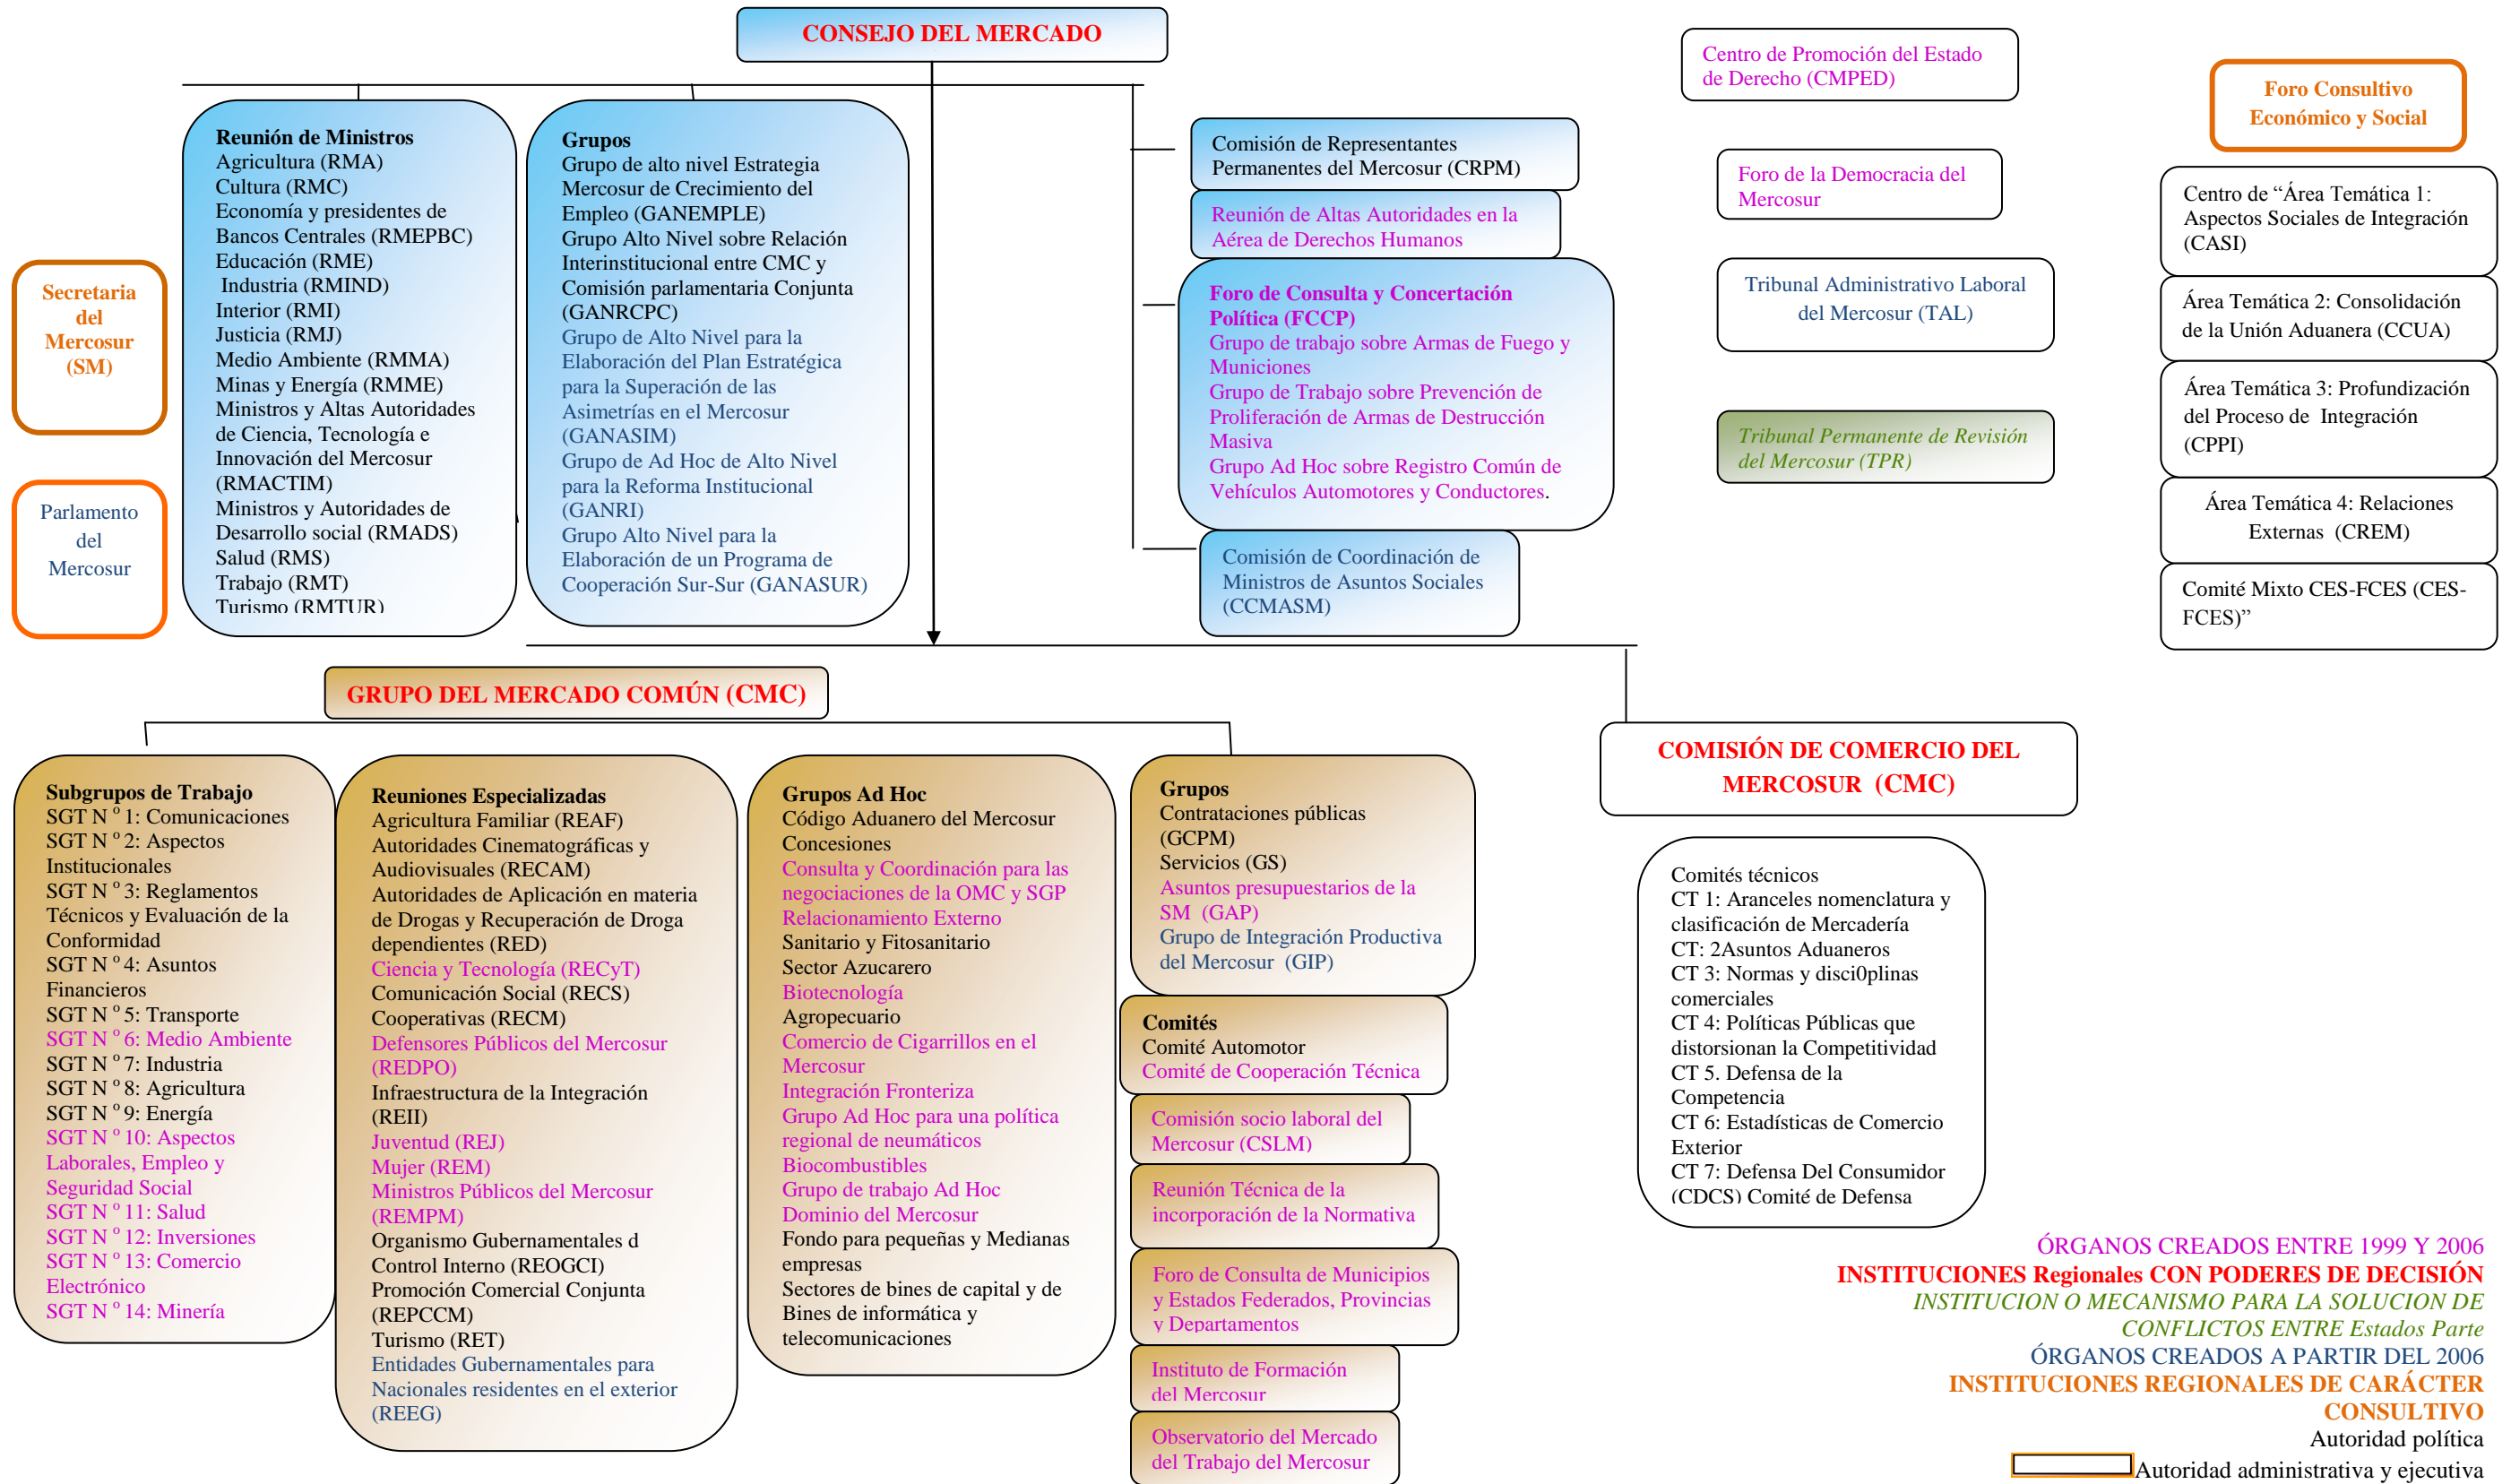 CONSEJO DEL MERCADO
Centro de Promoción del Estado
de Derecho (CMPED)
Foro Consultivo
Económico y Social
Reunión de Ministros
Agricultura (RMA)
Cultura (RMC)
Economía y presidentes de
Bancos Centrales (RMEPBC)
Educación (RME)
Industria (RMIND)
Interior (RMI)
Justicia (RMJ)
Medio Ambiente (RMMA)
Minas y Energía (RMME)
Ministros y Altas Autoridades
de Ciencia, Tecnología e
Innovación del Mercosur
(RMACTIM)
Ministros y Autoridades de
Desarrollo social (RMADS)
Salud (RMS)
Trabajo (RMT)
Turismo (RMTUR)
Grupos
Grupo de alto nivel Estrategia
Mercosur de Crecimiento del
Empleo (GANEMPLE)
Grupo Alto Nivel sobre Relación
Interinstitucional entre CMC y
Comisión parlamentaria Conjunta
(GANRCPC)
Grupo de Alto Nivel para la
Elaboración del Plan Estratégica
para la Superación de las
Asimetrías en el Mercosur
(GANASIM)
Grupo de Ad Hoc de Alto Nivel
para la Reforma Institucional
(GANRI)
Grupo Alto Nivel para la
Elaboración de un Programa de
Cooperación Sur-Sur (GANASUR)
Comisión de Representantes
Permanentes del Mercosur (CRPM)
Reunión de Altas Autoridades en la
Aérea de Derechos Humanos
Foro de Consulta y Concertación
Política (FCCP)
Grupo de trabajo sobre Armas de Fuego y
Municiones
Grupo de Trabajo sobre Prevención de
Proliferación de Armas de Destrucción
Masiva
Grupo Ad Hoc sobre Registro Común de
Vehículos Automotores y Conductores.
Comisión de Coordinación de
Ministros de Asuntos Sociales
(CCMASM)
Foro de la Democracia del
Mercosur
Tribunal Administrativo Laboral
del Mercosur (TAL)
Tribunal Permanente de Revisión
del Mercosur (TPR)
Centro de “Área Temática 1:
Aspectos Sociales de Integración
(CASI)
Área Temática 2: Consolidación
de la Unión Aduanera (CCUA)
Área Temática 3: Profundización
del Proceso de Integración
(CPPI)
Área Temática 4: Relaciones
Externas (CREM)
Comité Mixto CES-FCES (CES-
FCES)”
Secretaria
del
Mercosur
(SM)
Parlamento
del
Mercosur
GRUPO DEL MERCADO COMÚN (CMC)
COMISIÓN DE COMERCIO DEL
MERCOSUR (CMC)
Subgrupos de Trabajo
SGT N º 1: Comunicaciones
SGT N º 2: Aspectos
Institucionales
SGT N º 3: Reglamentos
Técnicos y Evaluación de la
Conformidad
SGT N º 4: Asuntos
Financieros
SGT N º 5: Transporte
SGT N º 6: Medio Ambiente
SGT N º 7: Industria
SGT N º 8: Agricultura
SGT N º 9: Energía
SGT N º 10: Aspectos
Laborales, Empleo y
Seguridad Social
SGT N º 11: Salud
SGT N º 12: Inversiones
SGT N º 13: Comercio
Electrónico
SGT N º 14: Minería
Reuniones Especializadas
Agricultura Familiar (REAF)
Autoridades Cinematográficas y
Audiovisuales (RECAM)
Autoridades de Aplicación en materia
de Drogas y Recuperación de Droga
dependientes (RED)
Ciencia y Tecnología (RECyT)
Comunicación Social (RECS)
Cooperativas (RECM)
Defensores Públicos del Mercosur
(REDPO)
Infraestructura de la Integración
(REII)
Juventud (REJ)
Mujer (REM)
Ministros Públicos del Mercosur
(REMPM)
Organismo Gubernamentales d
Control Interno (REOGCI)
Promoción Comercial Conjunta
(REPCCM)
Turismo (RET)
Entidades Gubernamentales para
Nacionales residentes en el exterior
(REEG)
Grupos Ad Hoc
Código Aduanero del Mercosur
Concesiones
Consulta y Coordinación para las
negociaciones de la OMC y SGP
Relacionamiento Externo
Sanitario y Fitosanitario
Sector Azucarero
Biotecnología
Agropecuario
Comercio de Cigarrillos en el
Mercosur
Integración Fronteriza
Grupo Ad Hoc para una política
regional de neumáticos
Biocombustibles
Grupo de trabajo Ad Hoc
Dominio del Mercosur
Fondo para pequeñas y Medianas
empresas
Sectores de bines de capital y de
Bines de informática y
telecomunicaciones
Grupos
Contrataciones públicas
(GCPM)
Servicios (GS)
Asuntos presupuestarios de la
SM (GAP)
Grupo de Integración Productiva
del Mercosur (GIP)
Comités
Comité Automotor
Comité de Cooperación Técnica
Comisión socio laboral del
Mercosur (CSLM)
Reunión Técnica de la
incorporación de la Normativa
Foro de Consulta de Municipios
y Estados Federados, Provincias
y Departamentos
Instituto de Formación
del Mercosur
Observatorio del Mercado
del Trabajo del Mercosur
Comités técnicos
CT 1: Aranceles nomenclatura y
clasificación de Mercadería
CT: 2Asuntos Aduaneros
CT 3: Normas y disci0plinas
comerciales
CT 4: Políticas Públicas que
distorsionan la Competitividad
CT 5. Defensa de la
Competencia
CT 6: Estadísticas de Comercio
Exterior
CT 7: Defensa Del Consumidor
(CDCS) Comité de Defensa
ÓRGANOS CREADOS ENTRE 1999 Y 2006
INSTITUCIONES Regionales CON PODERES DE DECISIÓN
INSTITUCION O MECANISMO PARA LA SOLUCION DE
CONFLICTOS ENTRE Estados Parte
ÓRGANOS CREADOS A PARTIR DEL 2006
INSTITUCIONES REGIONALES DE CARÁCTER
CONSULTIVO
Autoridad política
Autoridad administrativa y ejecutiva